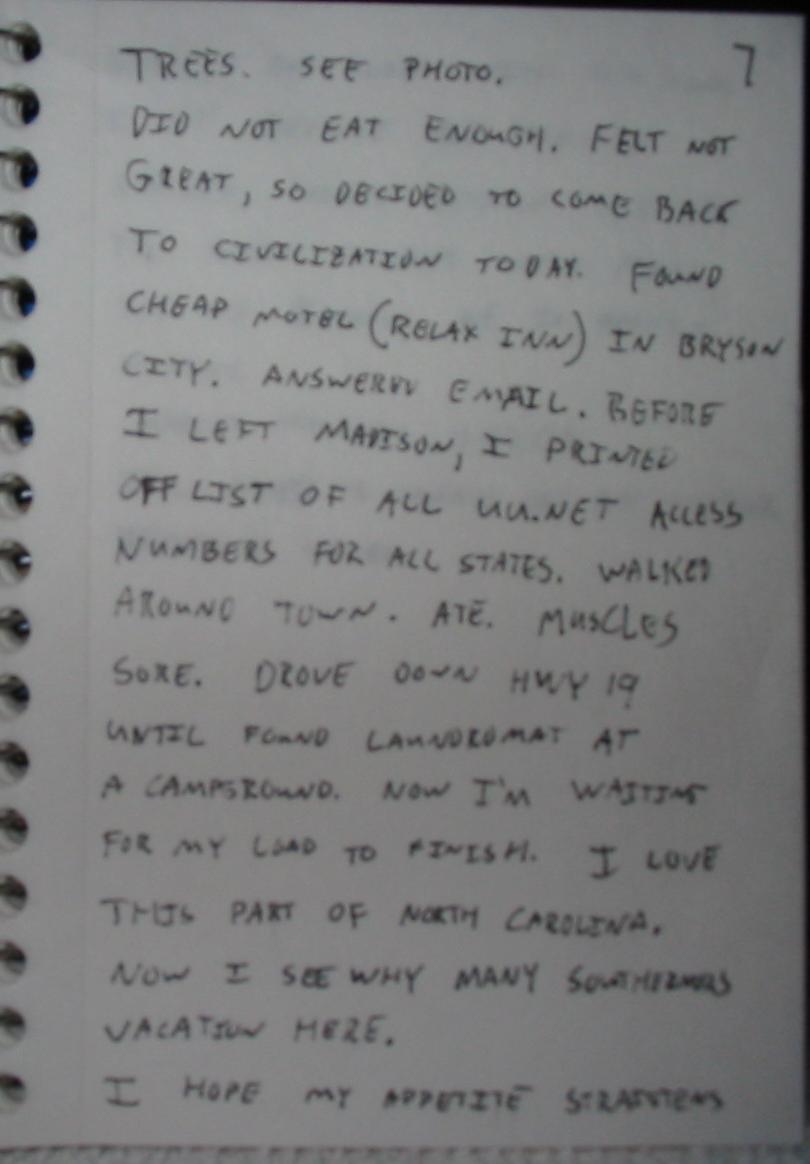 7
TREES. SEE PHOTO.
DID NOT EAT ENOUGH. FELT NOT
GREAT, SO DECIDED TO COME BACK
TO CIVILIZATION TODAY. FOUND
CHEAP MOTEL (RELAX INN) IN BRYSON
CITY. ANSWERED EMAIL. BEFORE
I LEFT MADISON, I PRINTED
OFF LIST OF ALL UU.NET ACCESS
NUMBERS FOR ALL STATES. WALKED
AROUND TOWN. ATE. MUSCLES
SORE. DROVE DOWN HWY 19
UNTIL FOUND LAUNDROMAT AT
A CAMPGROUND. NOW I'M WAITING
FOR MY LOAD TO FINISH. I LOVE
THIS PART OF NORTH CAROLINA.
NOW I SEE WHY MANY SOUTHERNERS
VACATION HERE.
I HOPE MY APPETITE STRAIGHTENS